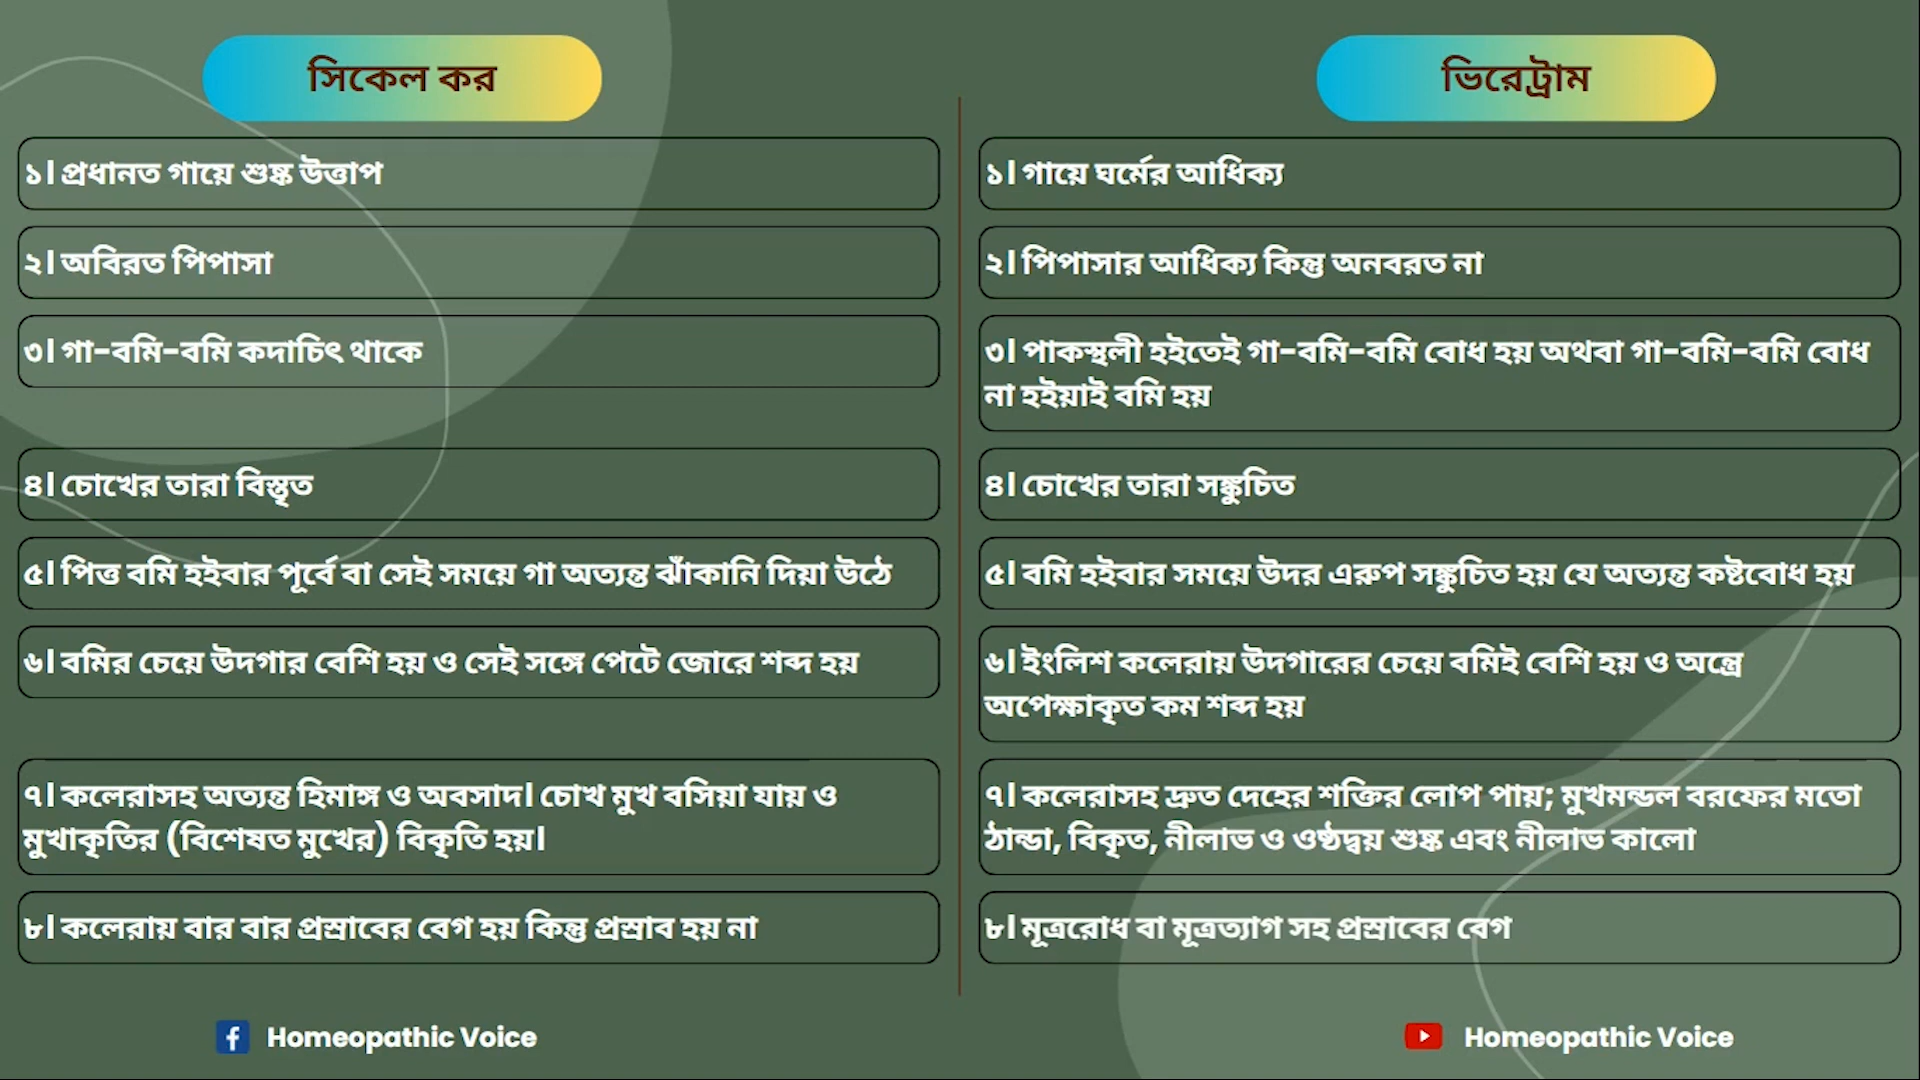 সিকেল কর
১। প্রধানত গায়ে শুষ্ক উত্তাপ
২। অবিরত পিপাসা
৩। গা-বমি-বমি কদাচিৎ থাকে
৪। চোখের তারা বিস্তৃত
৫। পিত্ত বমি হইবার পূর্বে বা সেই সময়ে গা অত্যন্ত ঝাঁকানি দিয়া উঠে
৬। বমির চেয়ে উদগার বেশি হয় ও সেই সঙ্গে পেটে জোরে শব্দ হয়
৭। কলেরাসহ অত্যন্ত হিমাঙ্গ ও অবসাদ। চোখ মুখ বসিয়া যায় ও
মুখাকৃতির (বিশেষত মুখের) বিকৃতি হয়।
৮। কলেরায় বার বার প্রস্রাবের বেগ হয় কিন্তু প্রস্রাব হয় না
Homeopathic Voice
ভিরেট্রাম
১। গায়ে ঘর্মের আধিক্য
২। পিপাসার আধিক্য কিন্তু অনবরত না
৩। পাকস্থলী হইতেই গা-বমি-বমি বোধ হয় অথবা গা-বমি-বমি বোধ
না হইয়াই বমি হয়
৪। চোখের তারা সঙ্কুচিত
৫। বমি হইবার সময়ে উদর এরুপ সঙ্কুচিত হয় যে অত্যন্ত কষ্টবোধ হয়
৬। ইংলিশ কলেরায় উদগারের চেয়ে বমিই বেশি হয় ও অন্ত্রে
অপেক্ষাকৃত কম শব্দ হয়
৭। কলেরাসহ দ্রুত দেহের শক্তির লোপ পায়; মুখমন্ডল বরফের মতো
ঠান্ডা, বিকৃত, নীলাভ ও ওষ্ঠদ্বয় শুষ্ক এবং নীলাভ কালো
৮। মূত্ররোধ বা মূত্রত্যাগ সহ প্রস্রাবের বেগ
Homeopathic Voice